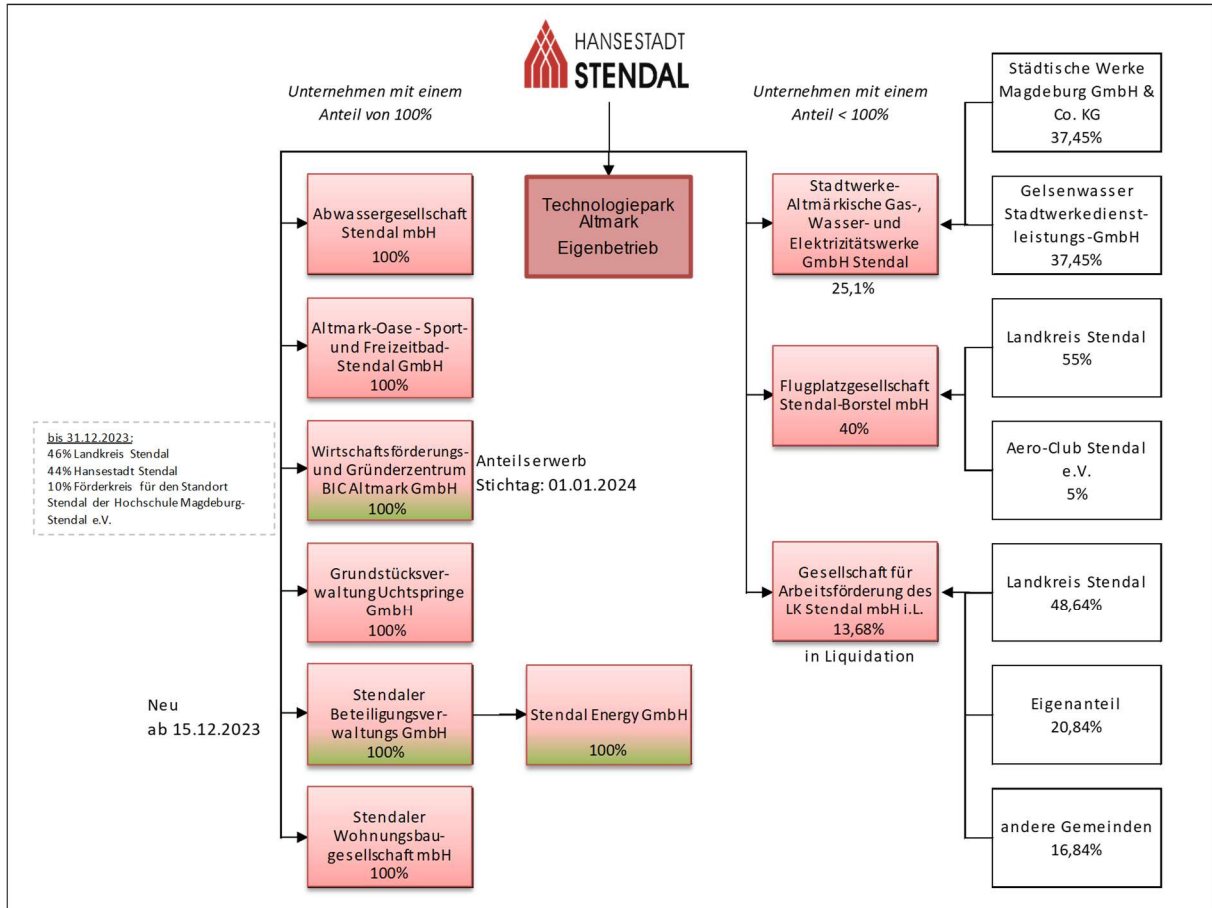 HANSESTADT
STENDAL
Unternehmen mit einem
Anteil von 100%
Unternehmen mit einem
Anteil < 100%
Abwassergesellschaft
Stendal mbH
100%
Altmark-Oase - Sport-
und Freizeitbad-
Stendal GmbH
100%
bis 31.12.2023:
46% Landkreis Stendal
44% Hansestadt Stendal
10% Förderkreis für den Standort
Stendal der Hochschule Magdeburg-
Stendal e.V.
Wirtschaftsförderungs-
und Gründerzentrum
BIC Altmark GmbH
100%
Anteilserwerb
Stichtag: 01.01.2024
Grundstücksver-
waltung Uchtspringe
GmbH
100%
Neu
ab 15.12.2023
Stendaler
Beteiligungsver-
waltungs GmbH
100%
Stendal Energy GmbH
100%
Stendaler
Wohnungsbau-
gesellschaft mbH
100%
Technologiepark
Altmark
Eigenbetrieb
Stadtwerke-
Altmärkische Gas-,
Wasser- und
Elektrizitätswerke
GmbH Stendal
25,1%
Städtische Werke
Magdeburg GmbH &
Co. KG
37,45%
Gelsenwasser
Stadtwerkedienst-
leistungs-GmbH
37,45%
Flugplatzgesellschaft
Stendal-Borstel mbH
40%
Landkreis Stendal
55%
Aero-Club Stendal
e.V.
5%
Gesellschaft für
Arbeitsförderung des
LK Stendal mbH i.L.
13,68%
in Liquidation
Landkreis Stendal
48,64%
Eigenanteil
20,84%
andere Gemeinden
16,84%